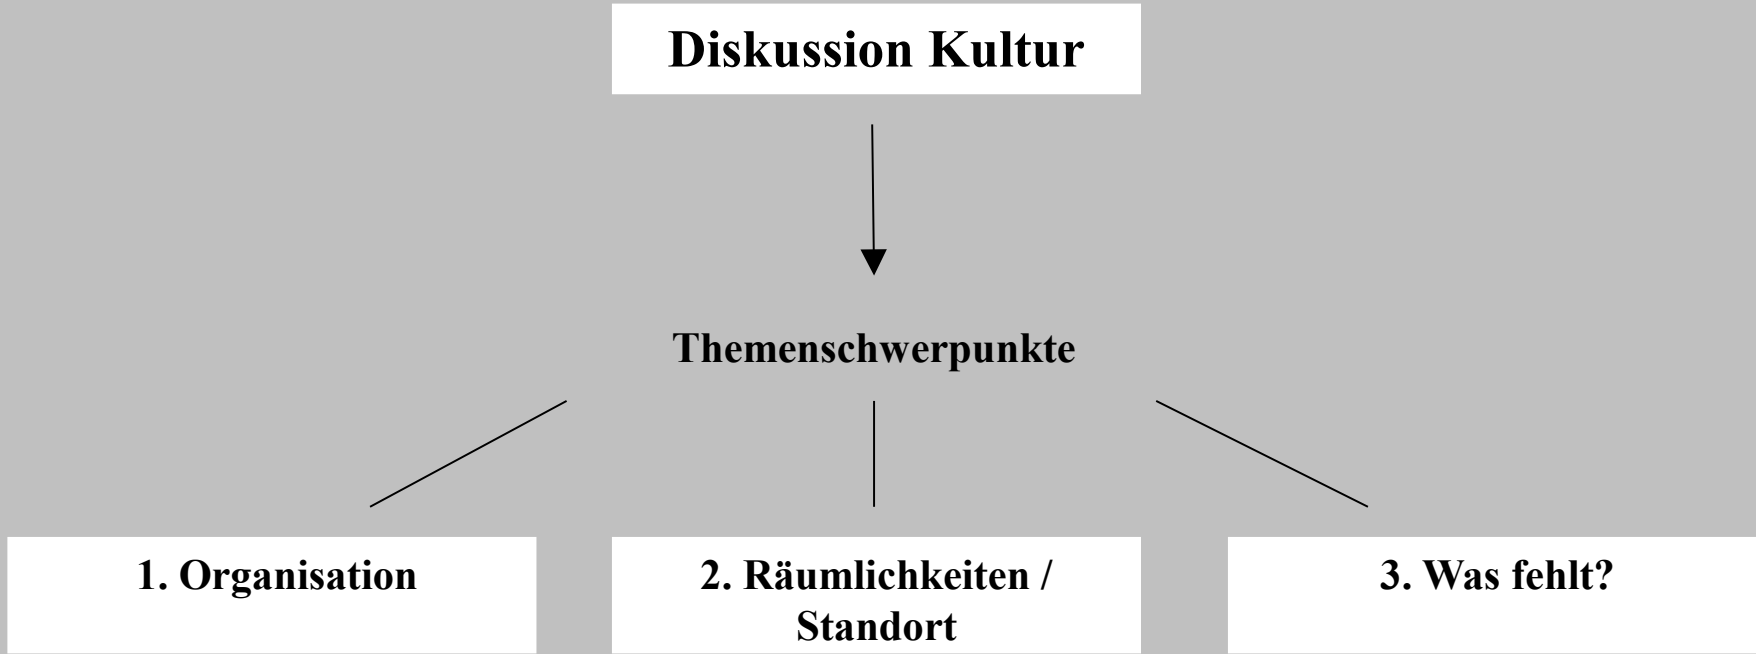 Diskussion Kultur
Themenschwerpunkte
1. Organisation
2. Räumlichkeiten /
Standort
3. Was fehlt?